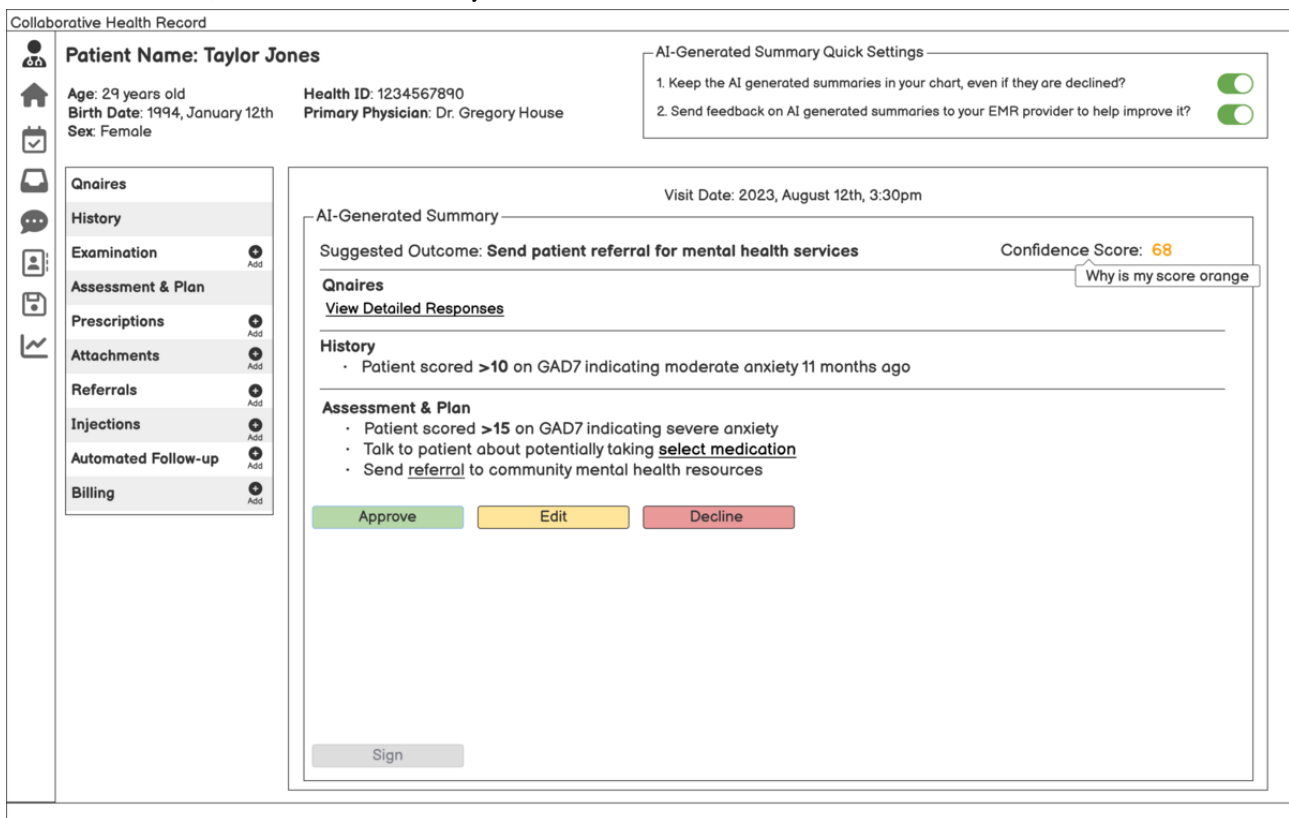 Collaborative Health Record
Patient Name: Taylor Jones
Age: 29 years old
Birth Date: 1994, January 12th
Sex: Female
Health ID: 1234567890
Primary Physician: Dr. Gregory House
AI-Generated Summary Quick Settings
1. Keep the AI generated summaries in your chart, even if they are declined?
2. Send feedback on AI generated summaries to your EMR provider to help improve it?
Qnaires
History
Examination
Add
Assessment & Plan
Prescriptions
Add
Attachments
Add
Referrals
Add
Injections
Add
Automated Follow-up
Add
Billing
Add
Visit Date: 2023, August 12th, 3:30pm
AI-Generated Summary
Suggested Outcome: Send patient referral for mental health services
Confidence Score: 68
Why is my score orange
Qnaires
View Detailed Responses
History
· Patient scored >10 on GAD7 indicating moderate anxiety 11 months ago
Assessment & Plan
· Patient scored >15 on GAD7 indicating severe anxiety
· Talk to patient about potentially taking select medication
· Send referral to community mental health resources
Approve
Edit
Decline
Sign